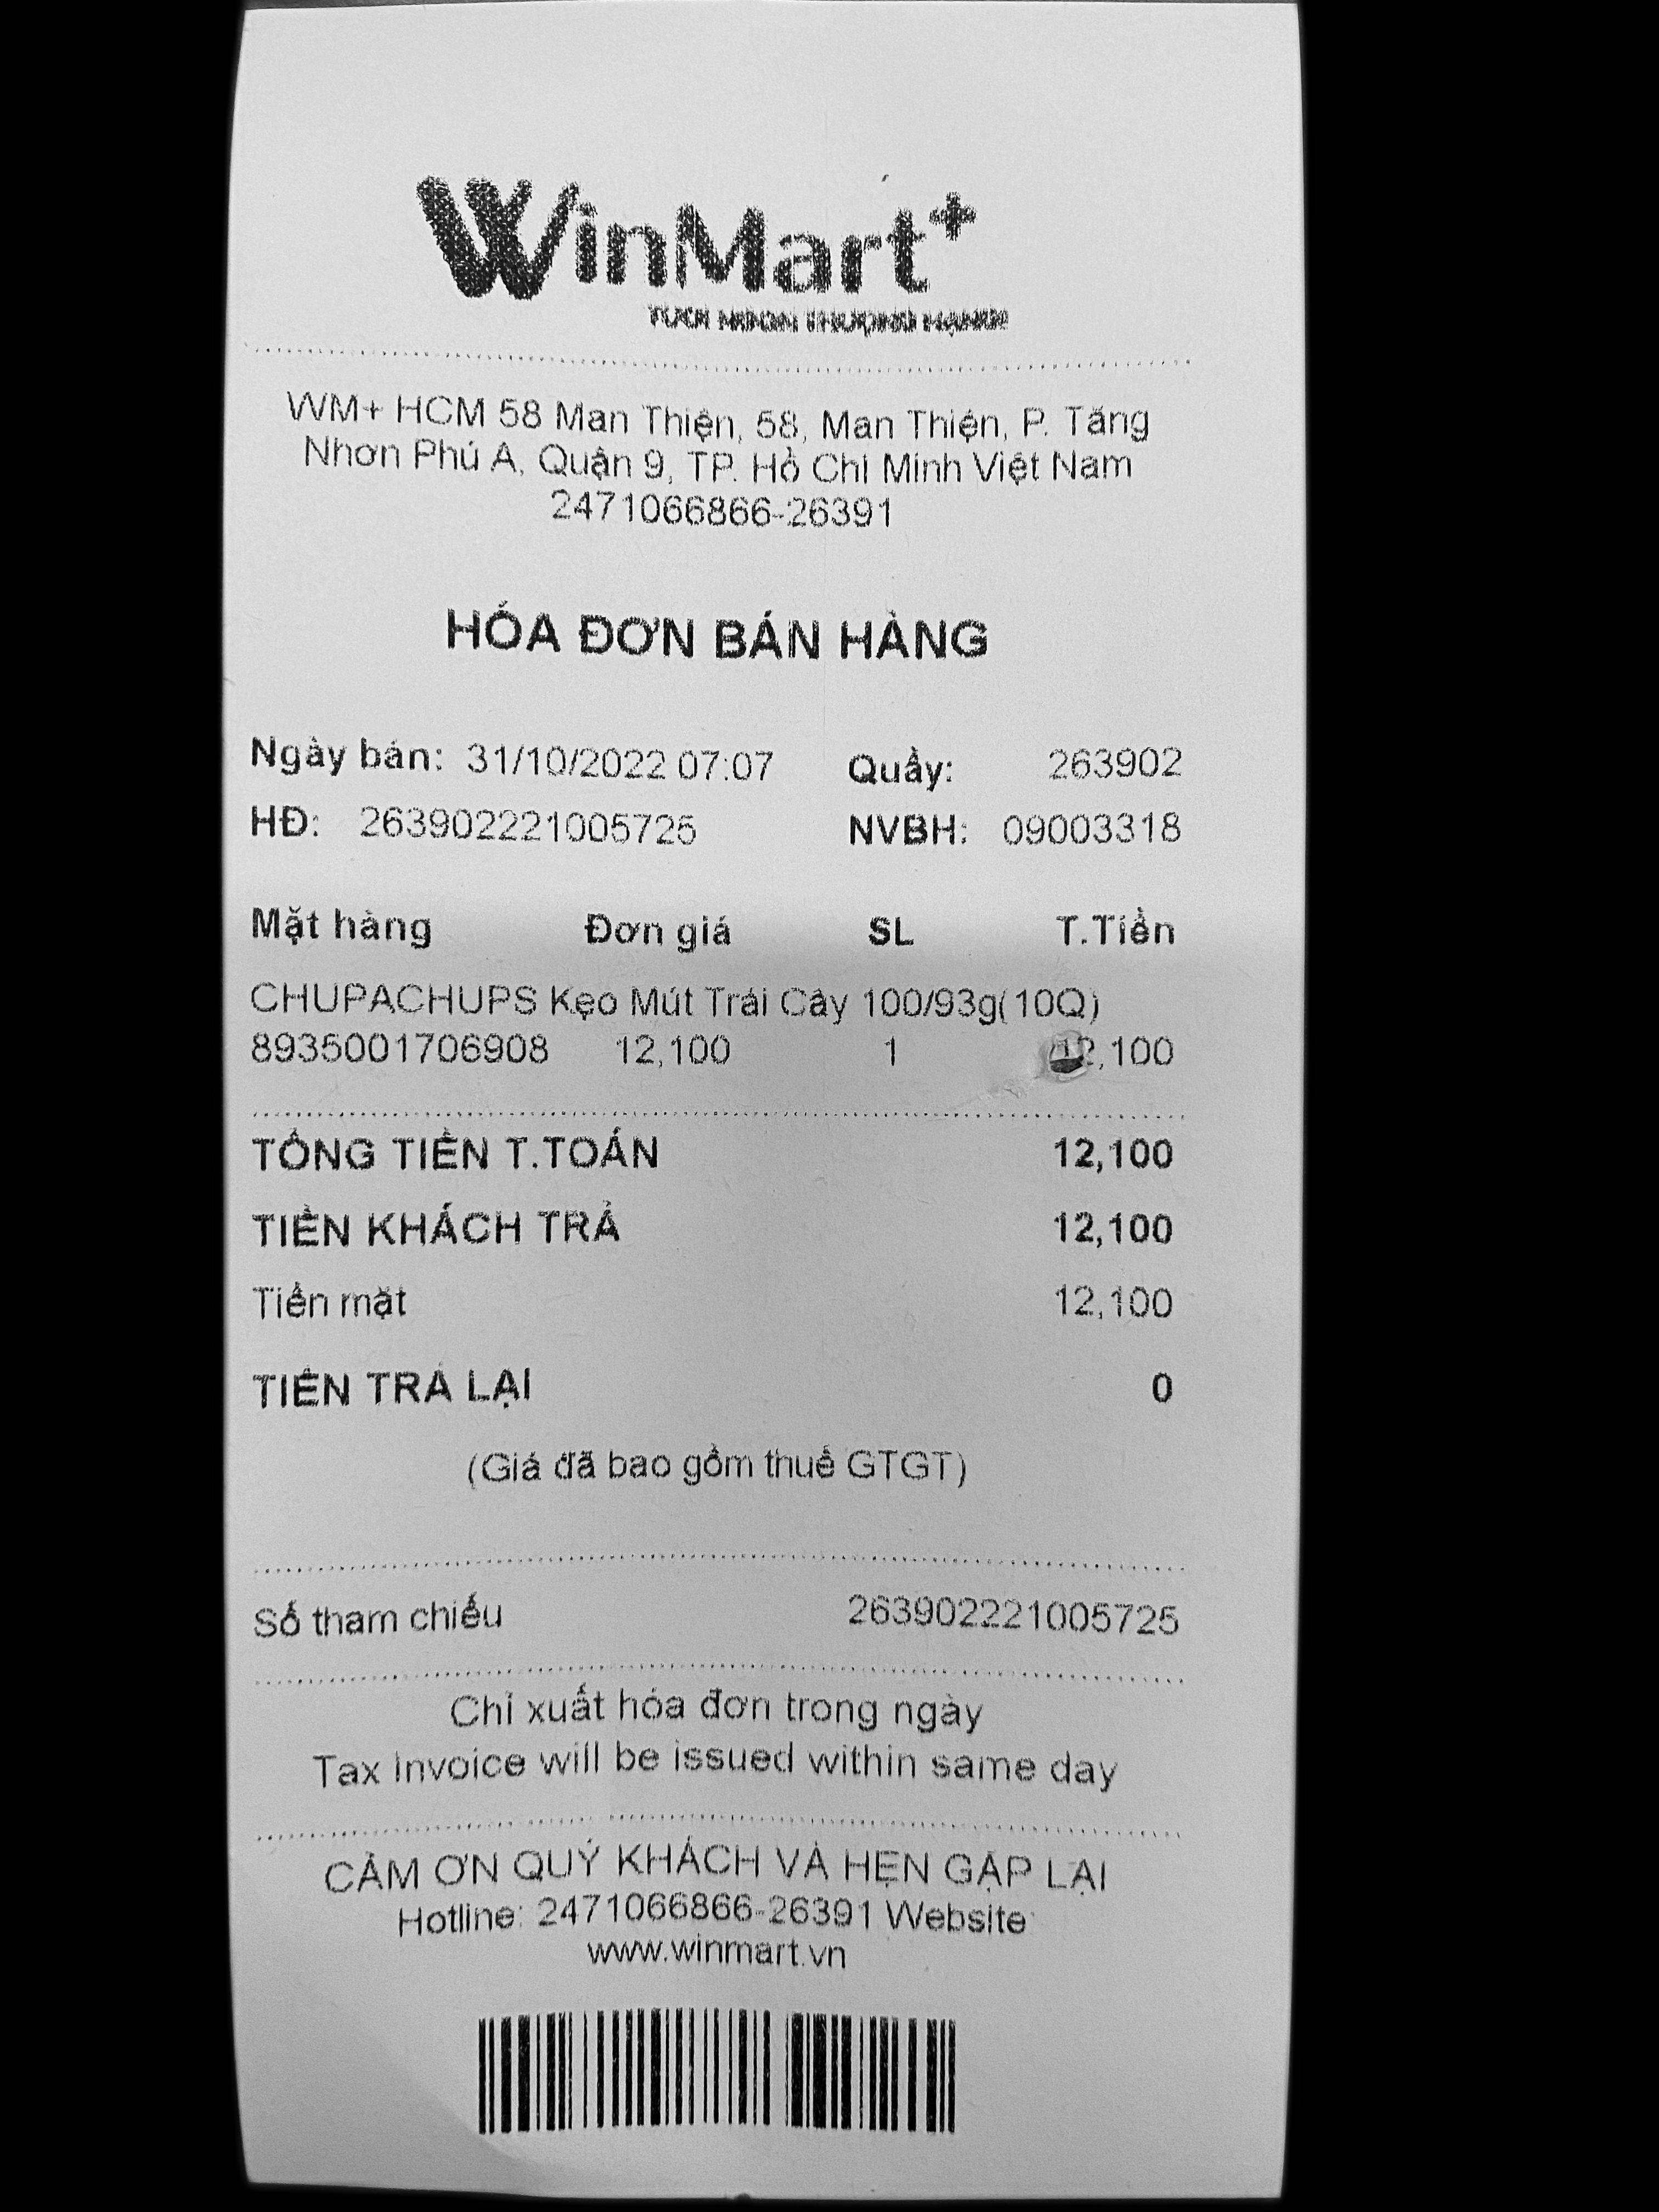 WinMart+
TƯƠI NGON THƯỢNG HẠNG!
WM+ HCM 58 Man Thiện, 58, Man Thiện, P. Tăng
Nhơn Phú A, Quận 9, TP. Hồ Chí Minh Việt Nam
2471066866-26391
HÓA ĐƠN BÁN HÀNG
Ngày bán: 31/10/2022 07:07 Quầy: 263902
HĐ: 263902221005725 NVBH: 09003318
Mặt hàng Đơn giá SL T.Tiền
CHUPACHUPS Kẹo Mút Trái Cây 100/93g(10Q)
8935001706908 12,100 1 12,100
TỔNG TIỀN T.TOÁN 12,100
TIỀN KHÁCH TRẢ 12,100
Tiền mặt 12,100
TIỀN TRẢ LẠI 0
(Giá đã bao gồm thuế GTGT)
Số tham chiếu 263902221005725
Chỉ xuất hóa đơn trong ngày
Tax Invoice will be issued within same day
CẢM ƠN QUÝ KHÁCH VÀ HẸN GẶP LẠI
Hotline: 2471066866-26391 Website:
www.winmart.vn